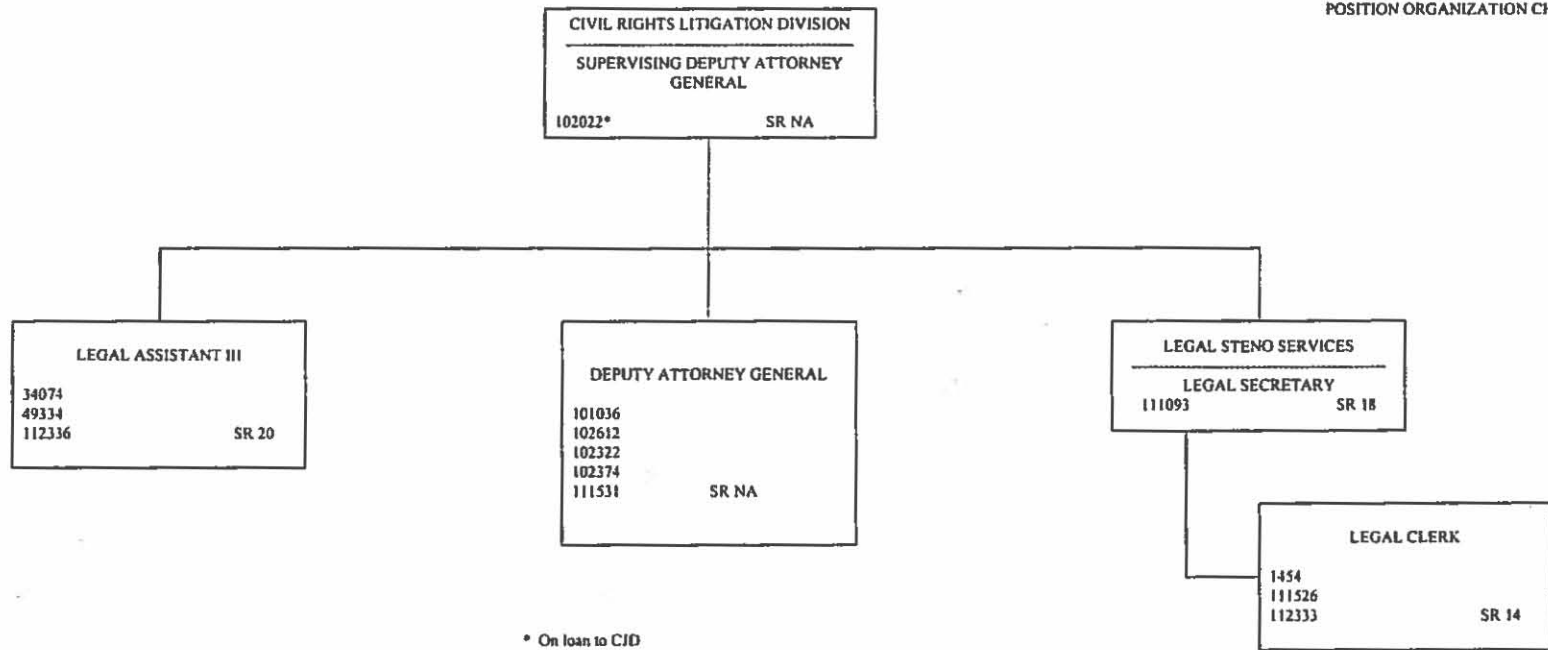 POSITION ORGANIZATION
CIVIL RIGHTS LITIGATION DIVISION
SUPERVISING DEPUTY ATTORNEY
GENERAL
102022* SR NA
LEGAL ASSISTANT III
34074
49334
112336 SR 20
DEPUTY ATTORNEY GENERAL
101036
102612
102322
102374
111531 SR NA
LEGAL STENO SERVICES
LEGAL SECRETARY
111093 SR 18
LEGAL CLERK
1454
111526
112333 SR 14
* On loan to CJD